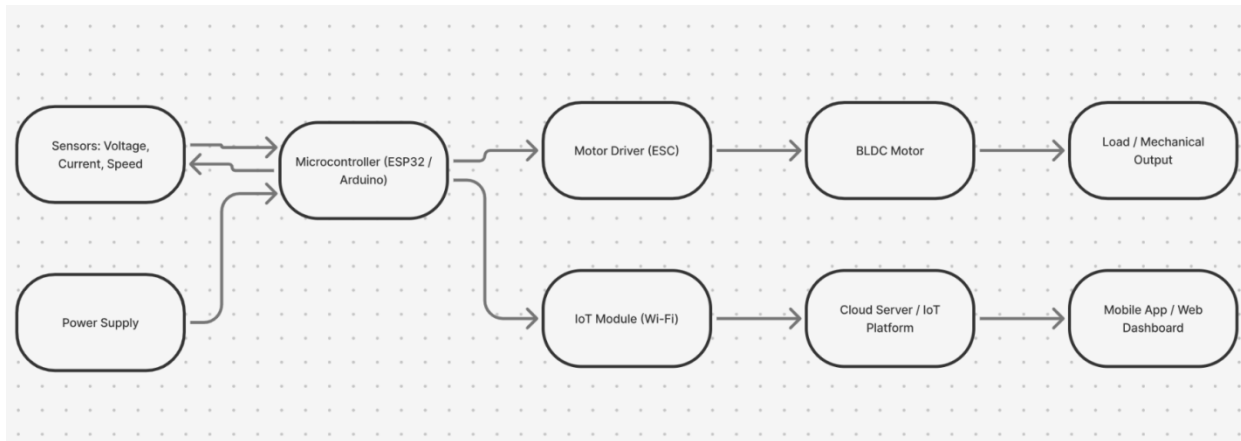 Sensors: Voltage,
Current, Speed
Microcontroller (ESP32 /
Arduino)
Motor Driver (ESC)
BLDC Motor
Load / Mechanical
Output
Power Supply
IoT Module (Wi-Fi)
Cloud Server / IoT
Platform
Mobile App / Web
Dashboard